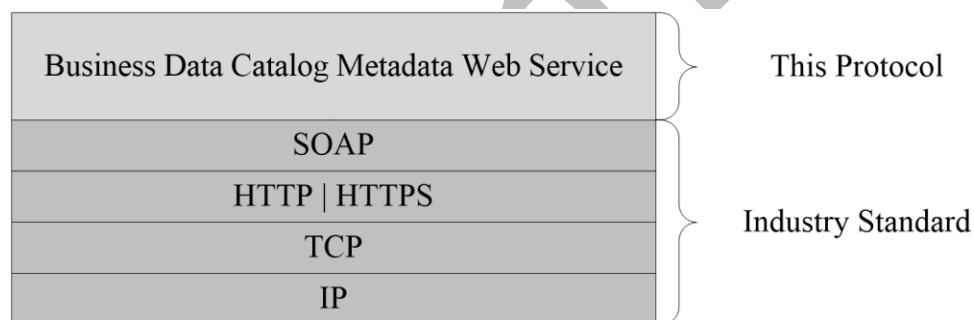 Business Data Catalog Metadata Web Service
This Protocol
SOAP
HTTP | HTTPS
Industry Standard
TCP
IP